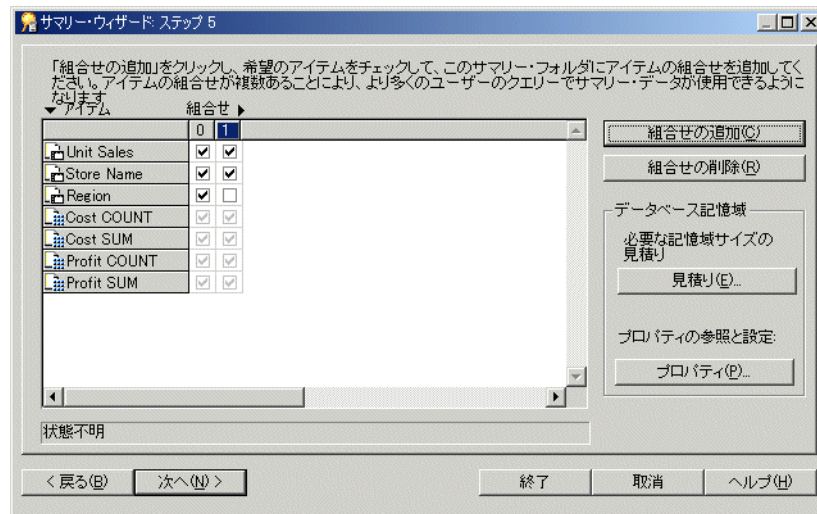 サマリー・ウィザード: ステップ 5
「組合せの追加」をクリックし、希望のアイテムをチェックして、このサマリー・フォルダにアイテムの組合せを追加してく
ださい。アイテムの組合せが複数あることにより、より多くのユーザーのクエリーでサマリー・データが使用できるように
なります。
アイテム 組合せ
0 1
Unit Sales
Store Name
Region
Cost COUNT
Cost SUM
Profit COUNT
Profit SUM
状態不明
組合せの追加(C)
組合せの削除(R)
データベース記憶域
必要な記憶域サイズの
見積り
見積り(E)...
プロパティの参照と設定:
プロパティ(P)...
< 戻る(B) 次へ(N) > 終了 取消 ヘルプ(H)